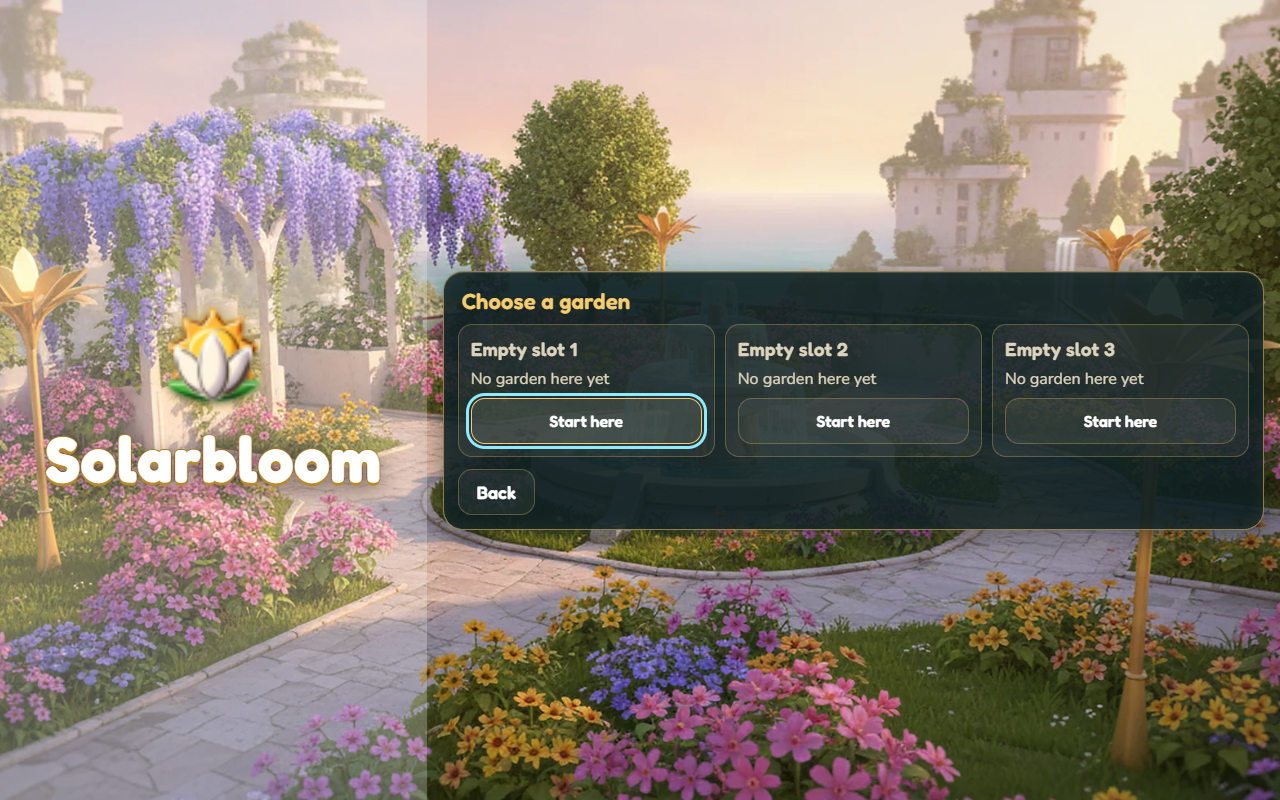 Solarbloom
Choose a garden
Empty slot 1
No garden here yet
Start here
Empty slot 2
No garden here yet
Start here
Empty slot 3
No garden here yet
Start here
Back